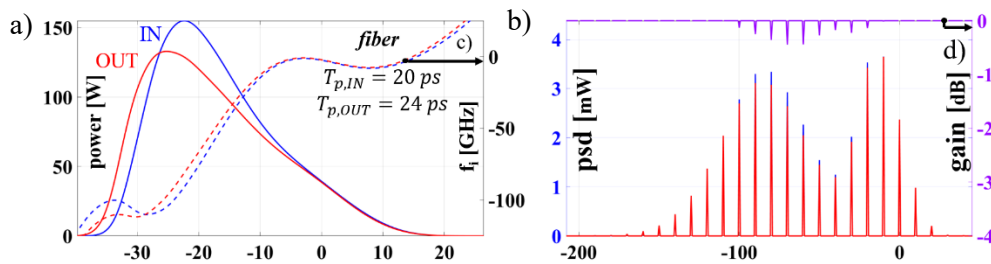 a)
150
100
50
0
power [W]
IN
OUT
fiber
c)
T_{p,IN} = 20 ps
T_{p,OUT} = 24 ps
0
-50
-100
f_i [GHz]
-30
-20
-10
0
10
20
b)
4
3
2
1
0
psd [mW]
d)
0
-1
-2
-3
-4
gain [dB]
-200
-100
0